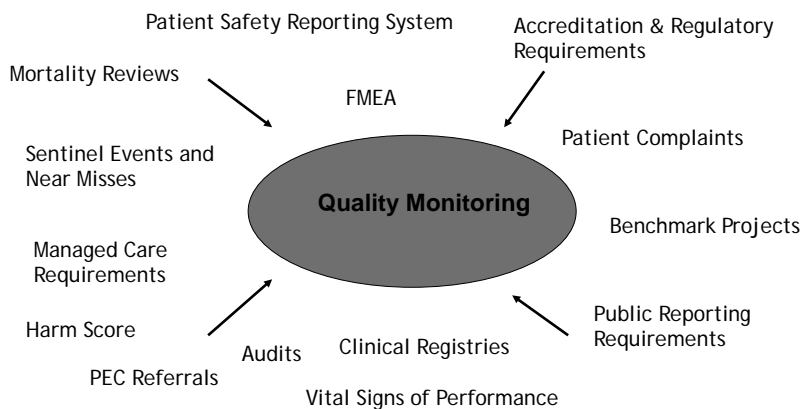 Patient Safety Reporting System
Accreditation & Regulatory
Requirements
Mortality Reviews
FMEA
Patient Complaints
Sentinel Events and
Near Misses
Quality Monitoring
Benchmark Projects
Managed Care
Requirements
Public Reporting
Requirements
Harm Score
Audits
Clinical Registries
PEC Referrals
Vital Signs of Performance